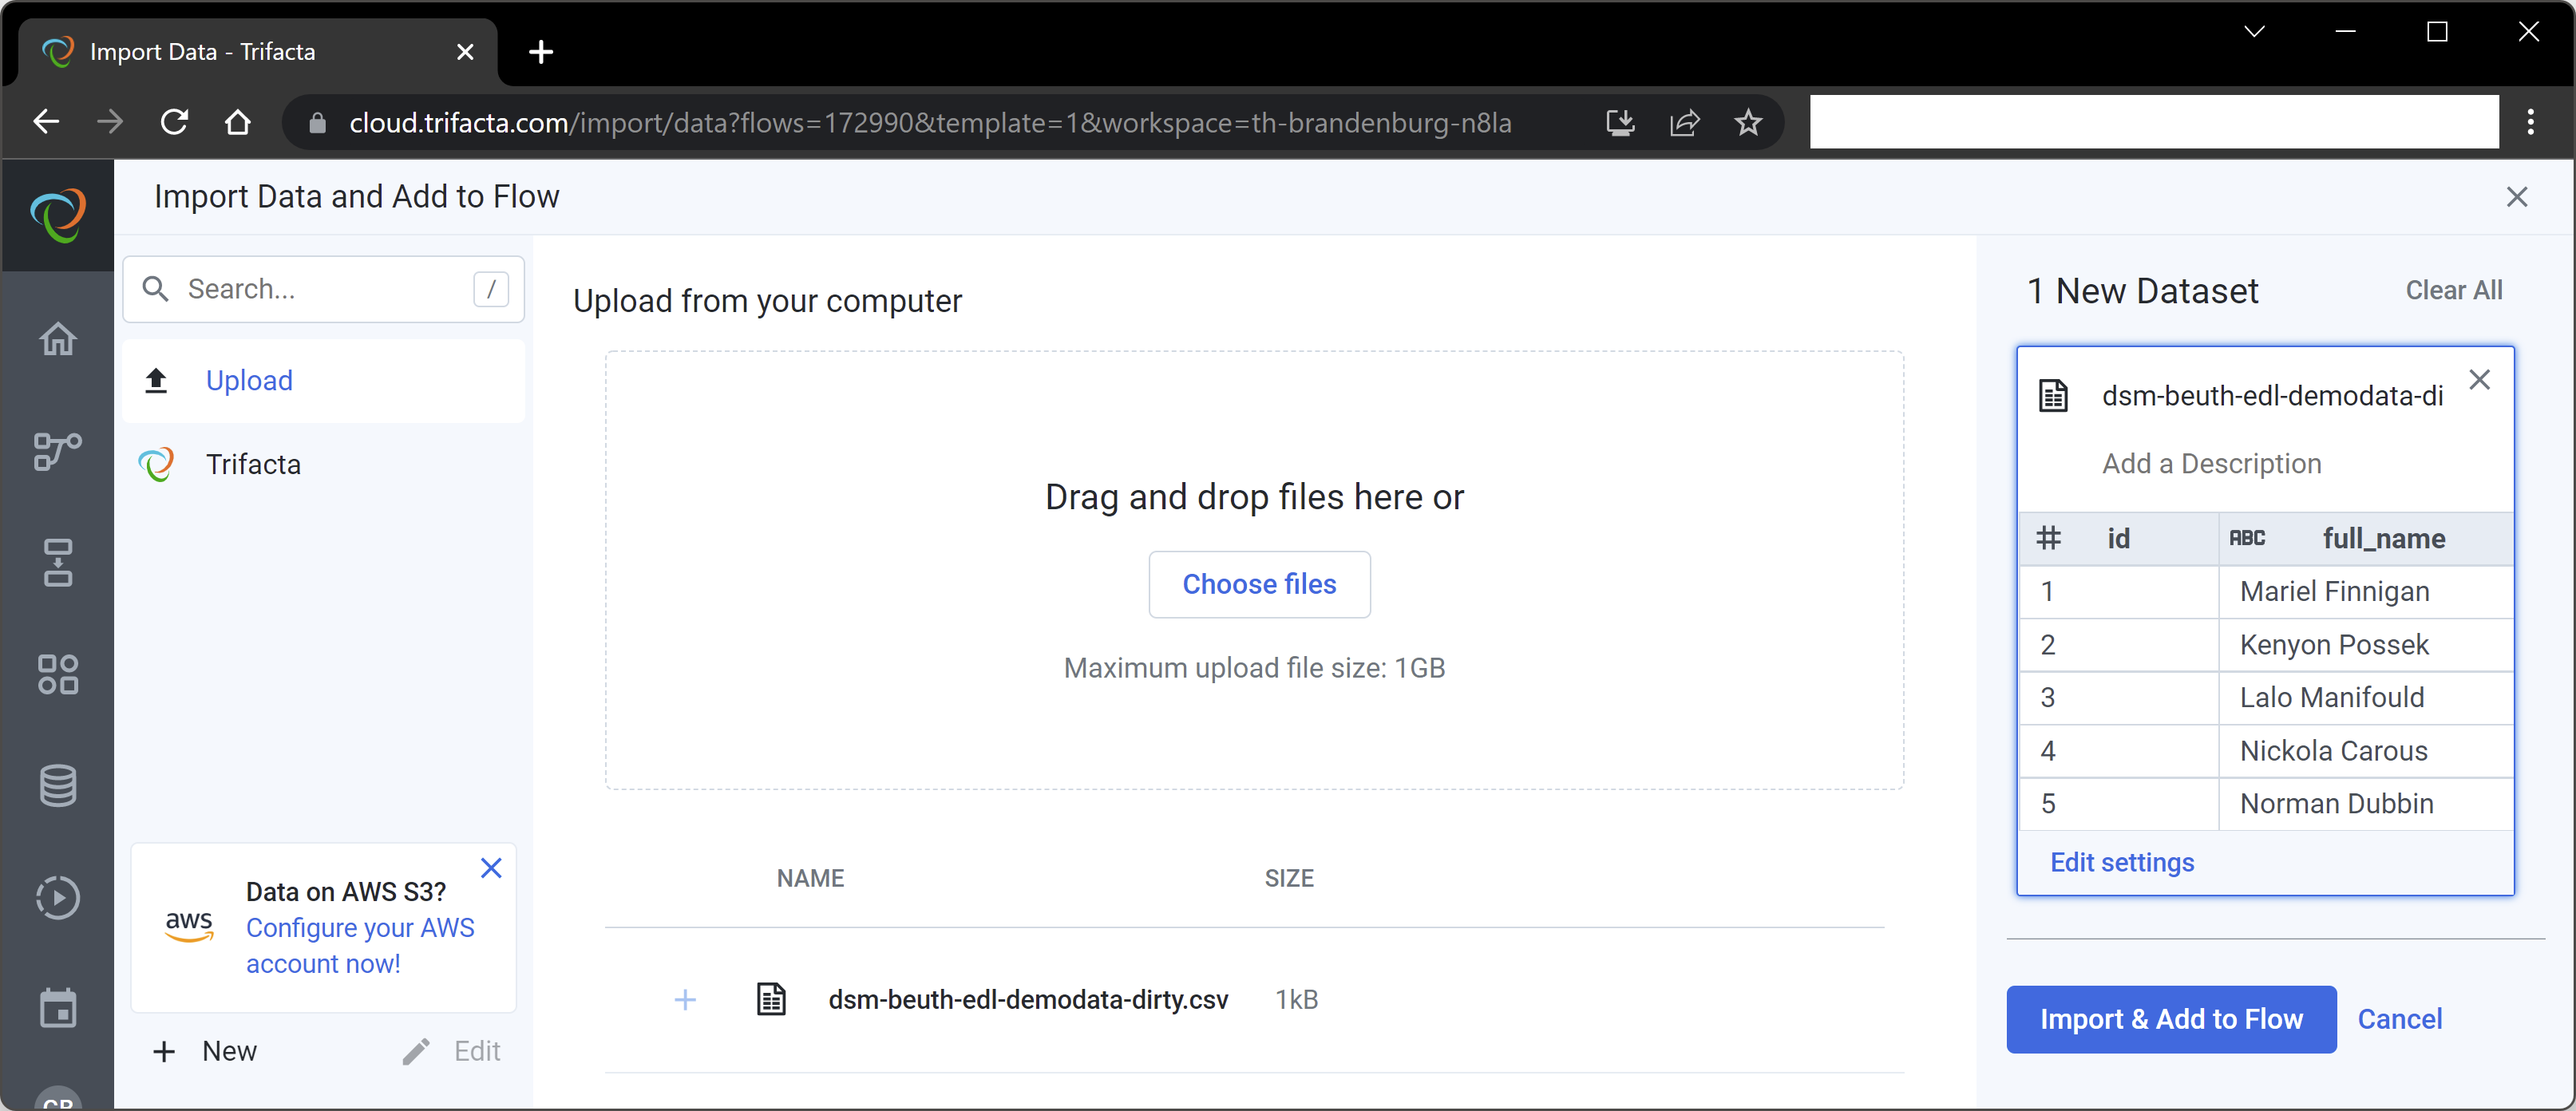 Import Data - Trifacta
cloud.trifacta.com/import/data?flows=172990&template=1&workspace=th-brandenburg-n8la
Import Data and Add to Flow
Search...
/
Upload
Trifacta
aws
Data on AWS S3?
Configure your AWS
account now!
New
Edit
Upload from your computer
Drag and drop files here or
Choose files
Maximum upload file size: 1GB
NAME SIZE
dsm-beuth-edl-demodata-dirty.csv 1kB
1 New Dataset
Clear All
dsm-beuth-edl-demodata-di
Add a Description
# id ABC full_name
1 Mariel Finnigan
2 Kenyon Possek
3 Lalo Manifould
4 Nickola Carous
5 Norman Dubbin
Edit settings
Import & Add to Flow
Cancel